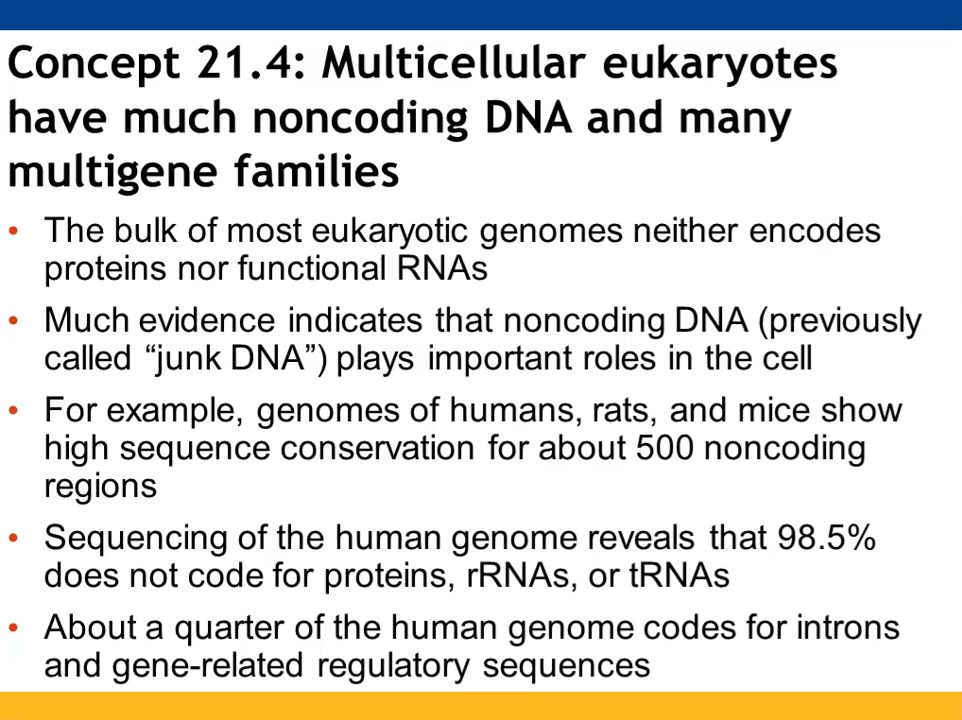 Concept 21.4: Multicellular eukaryotes
have much noncoding DNA and many
multigene families
• The bulk of most eukaryotic genomes neither encodes
proteins nor functional RNAs
• Much evidence indicates that noncoding DNA (previously
called “junk DNA”) plays important roles in the cell
• For example, genomes of humans, rats, and mice show
high sequence conservation for about 500 noncoding
regions
• Sequencing of the human genome reveals that 98.5%
does not code for proteins, rRNAs, or tRNAs
• About a quarter of the human genome codes for introns
and gene-related regulatory sequences